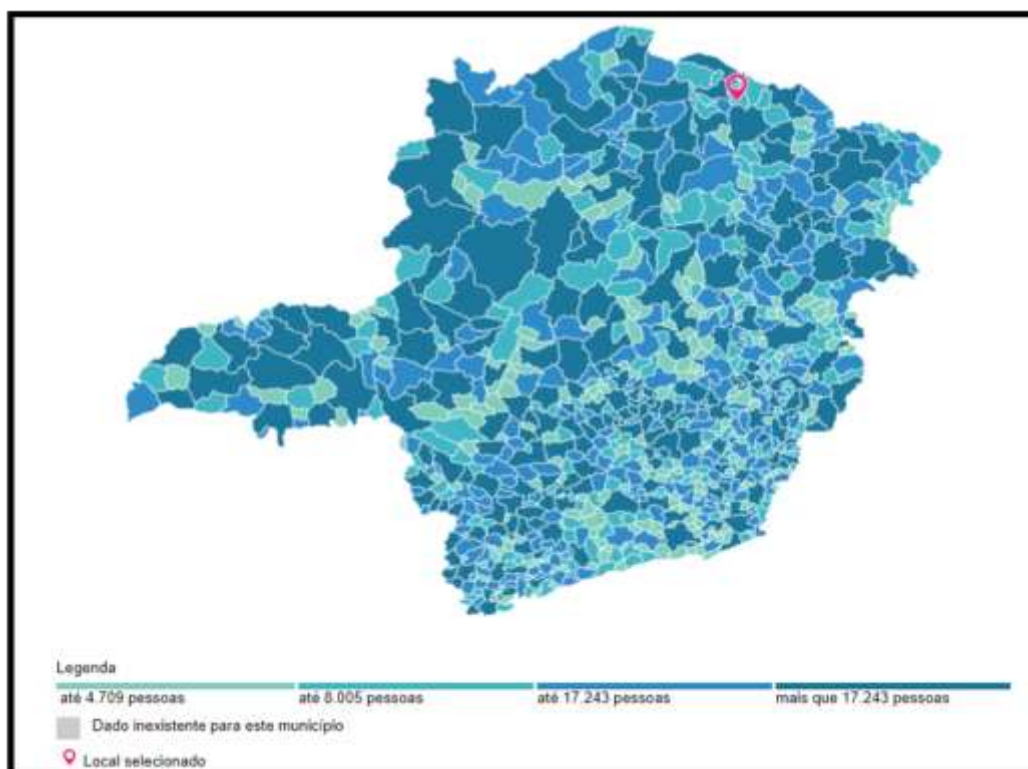 Legenda
até 4.709 pessoas até 8.005 pessoas até 17.243 pessoas mais que 17.243 pessoas
Dado inexistente para este município
Local selecionado